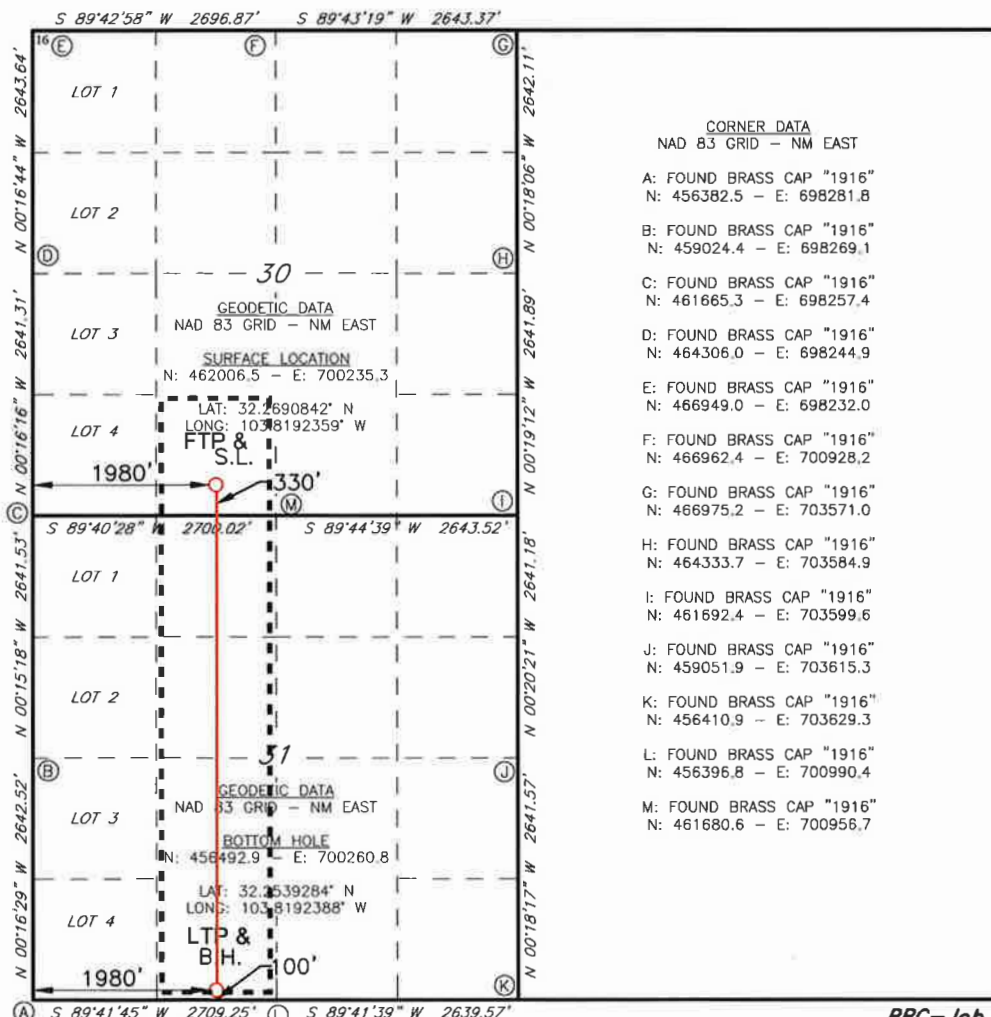 S 89°42'58" W 2696.87' S 89°43'19" W 2643.37'
16 E F G
N 00°16'44" W 2643.64'
N 00°18'06" W 2642.11'
LOT 1
LOT 2
D H
30
N 00°16'16" W 2641.31'
N 00°19'12" W 2641.89'
GEODETIC DATA
NAD 83 GRID – NM EAST
LOT 3
SURFACE LOCATION
N: 462006.5 – E: 700235.3
LAT: 32.2690842° N
LONG: 103.8192359° W
LOT 4
FTP &
S.L.
1980' 330'
C M I
S 89°40'28" W 2700.02' S 89°44'39" W 2643.52'
N 00°15'18" W 2641.53'
N 00°20'21" W 2641.18'
LOT 1
LOT 2
31
B J
N 00°16'29" W 2642.52'
N 00°18'17" W 2641.57'
GEODETIC DATA
NAD 83 GRID – NM EAST
LOT 3
BOTTOM HOLE
N: 456492.9 – E: 700260.8
LAT: 32.2539284° N
LONG: 103.8192388° W
LOT 4
LTP &
B.H.
1980' 100'
K
A S 89°41'45" W 2709.25' L S 89°41'39" W 2639.57'
CORNER DATA
NAD 83 GRID – NM EAST
A: FOUND BRASS CAP "1916"
N: 456382.5 – E: 698281.8
B: FOUND BRASS CAP "1916"
N: 459024.4 – E: 698269.1
C: FOUND BRASS CAP "1916"
N: 461665.3 – E: 698257.4
D: FOUND BRASS CAP "1916"
N: 464306.0 – E: 698244.9
E: FOUND BRASS CAP "1916"
N: 466949.0 – E: 698232.0
F: FOUND BRASS CAP "1916"
N: 466962.4 – E: 700928.2
G: FOUND BRASS CAP "1916"
N: 466975.2 – E: 703571.0
H: FOUND BRASS CAP "1916"
N: 464333.7 – E: 703584.9
I: FOUND BRASS CAP "1916"
N: 461692.4 – E: 703599.6
J: FOUND BRASS CAP "1916"
N: 459051.9 – E: 703615.3
K: FOUND BRASS CAP "1916"
N: 456410.9 – E: 703629.3
L: FOUND BRASS CAP "1916"
N: 456396.8 – E: 700990.4
M: FOUND BRASS CAP "1916"
N: 461680.6 – E: 700956.7